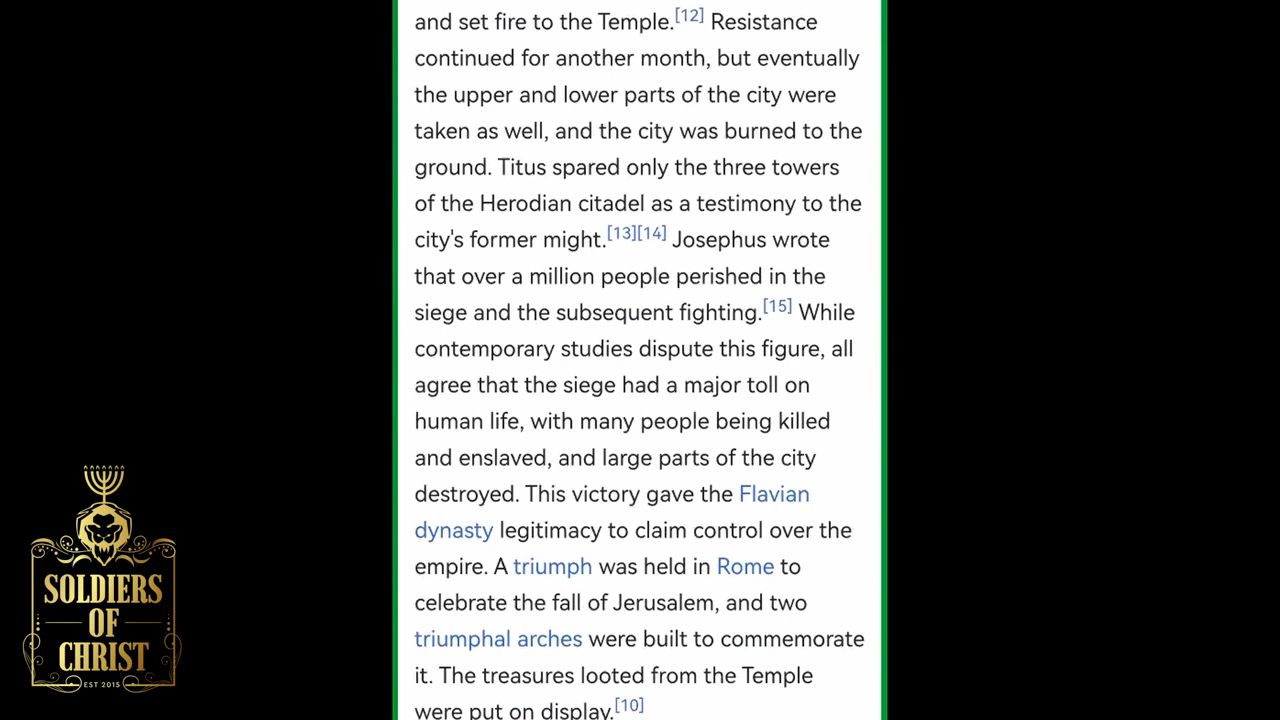 and set fire to the Temple.[12] Resistance
continued for another month, but eventually
the upper and lower parts of the city were
taken as well, and the city was burned to the
ground. Titus spared only the three towers
of the Herodian citadel as a testimony to the
city's former might.[13][14] Josephus wrote
that over a million people perished in the
siege and the subsequent fighting.[15] While
contemporary studies dispute this figure, all
agree that the siege had a major toll on
human life, with many people being killed
and enslaved, and large parts of the city
destroyed. This victory gave the Flavian
dynasty legitimacy to claim control over the
empire. A triumph was held in Rome to
celebrate the fall of Jerusalem, and two
triumphal arches were built to commemorate
it. The treasures looted from the Temple
were put on display.[10]
SOLDIERS
OF
CHRIST
EST 2015